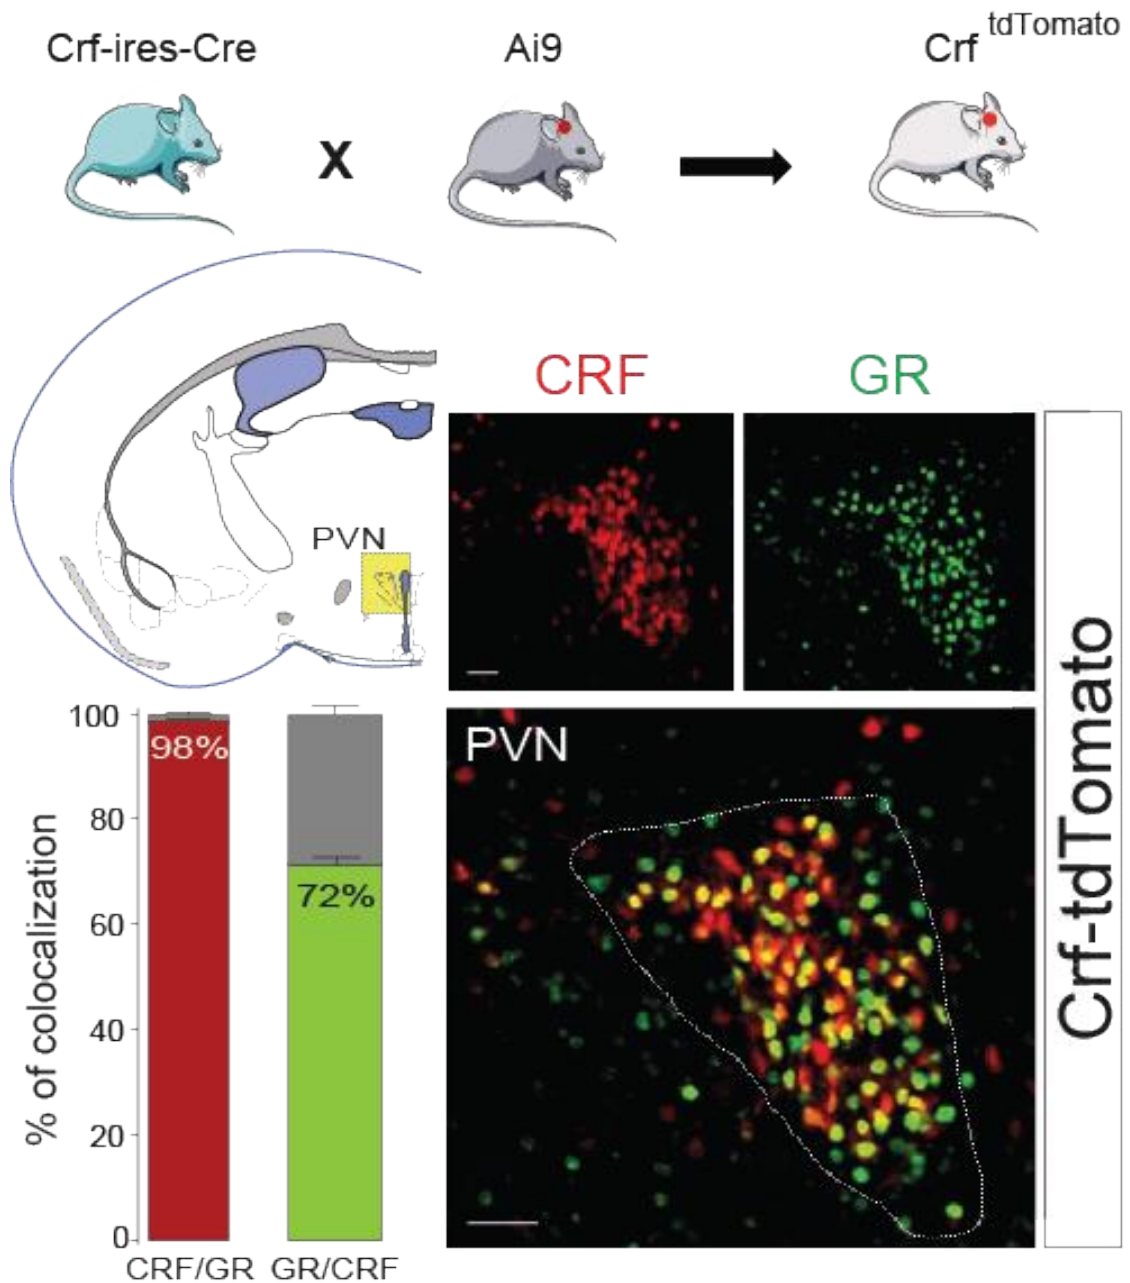 Crf-ires-Cre
X
Ai9
Crf tdTomato
CRF
GR
PVN
PVN
Crf-tdTomato
% of colocalization
100
80
60
40
20
0
98%
72%
CRF/GR
GR/CRF